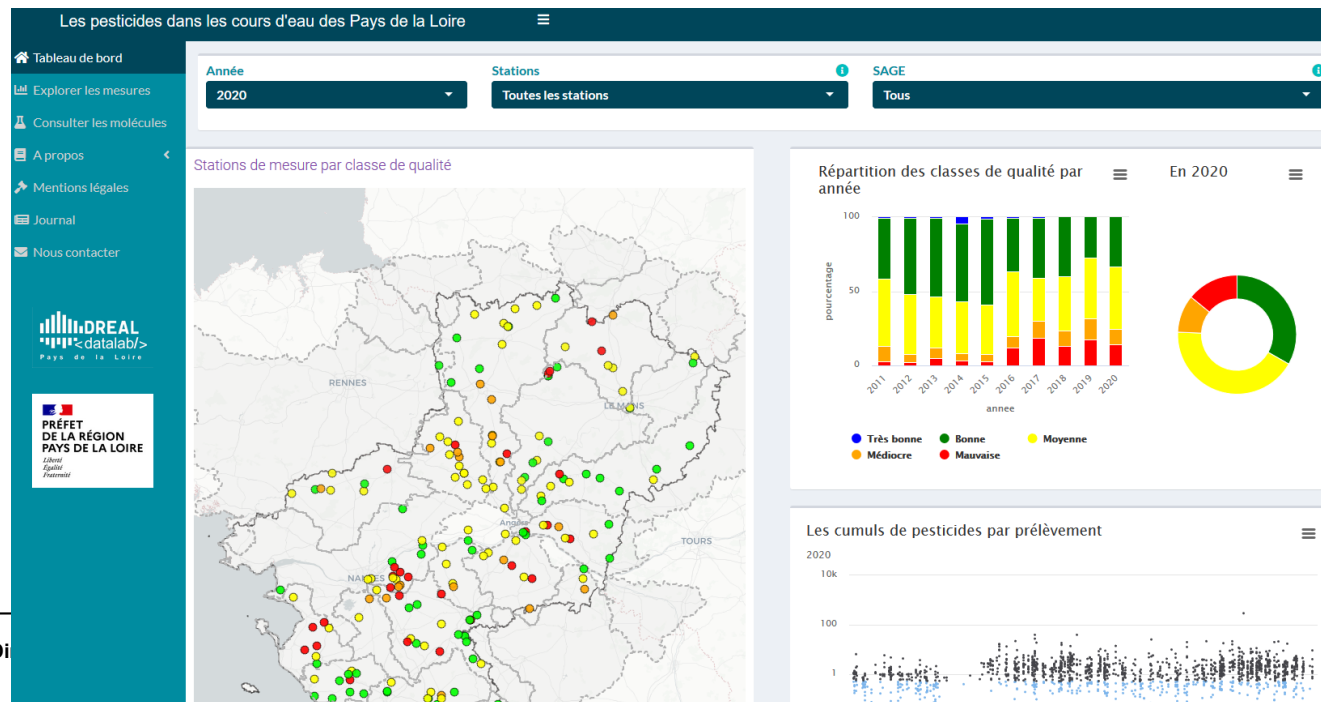 Les pesticides dans les cours d'eau des Pays de la Loire
Tableau de bord
Explorer les mesures
Consulter les molécules
A propos
Mentions légales
Journal
Nous contacter
DREAL
<datalab/>
Pays de la Loire
PRÉFET
DE LA RÉGION
PAYS DE LA LOIRE
Liberté
Égalité
Fraternité
Année
2020
Stations
Toutes les stations
SAGE
Tous
Stations de mesure par classe de qualité
RENNES
LE MANS
Angers
TOURS
NANTES
Répartition des classes de qualité par
année
100
50
0
pourcentage
2011 2012 2013 2014 2015 2016 2017 2018 2019 2020
annee
Très bonne Bonne Moyenne
Médiocre Mauvaise
En 2020
Les cumuls de pesticides par prélèvement
2020
10k
100
1